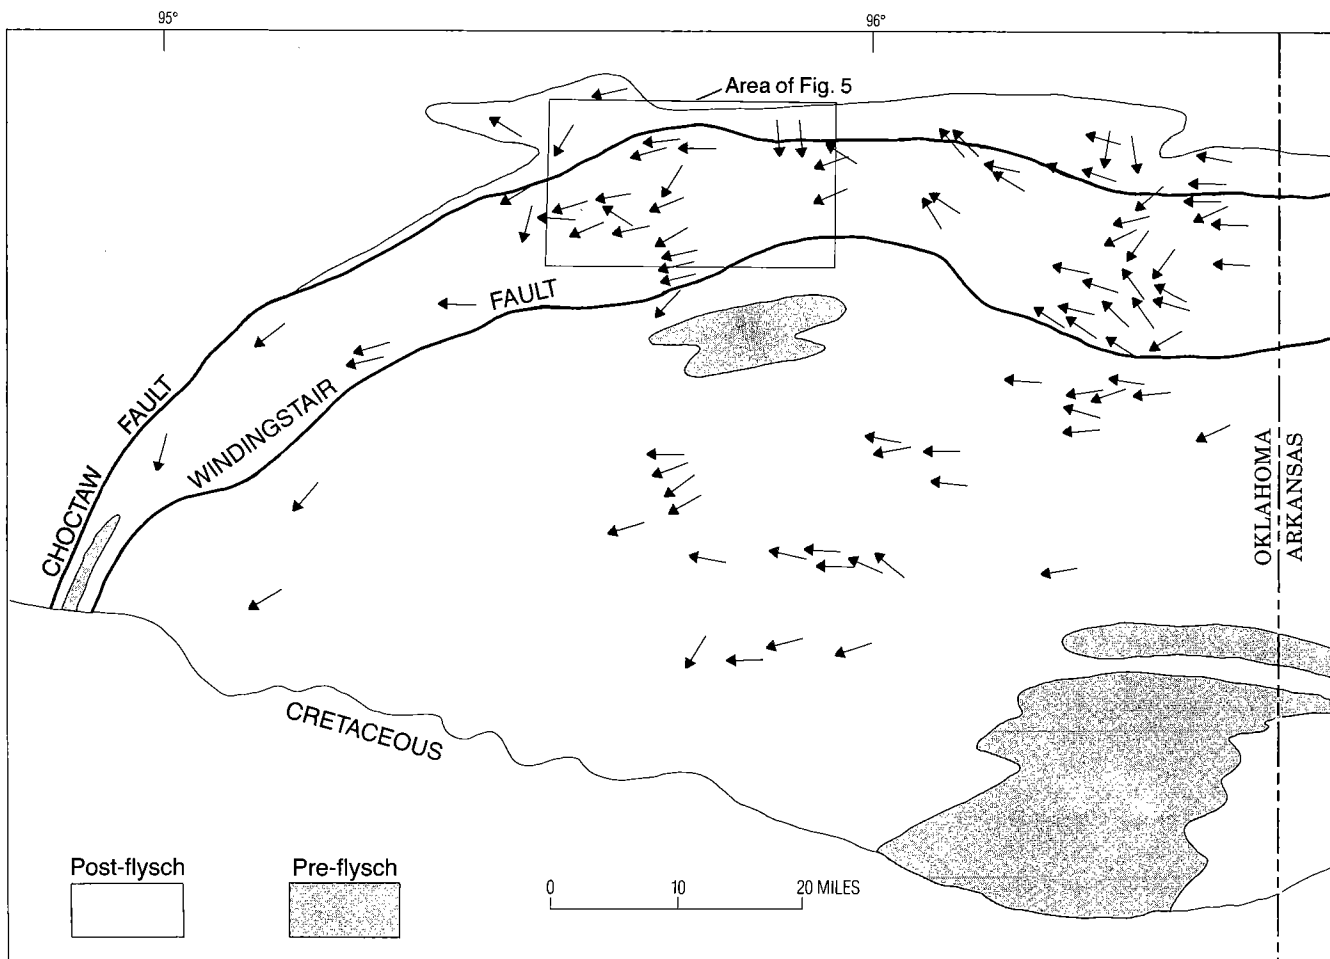 95°
96°
Area of Fig. 5
FAULT
FAULT
WINDINGSTAIR
CHOCTAW
OKLAHOMA
ARKANSAS
CRETACEOUS
Post-flysch
Pre-flysch
0 10 20 MILES